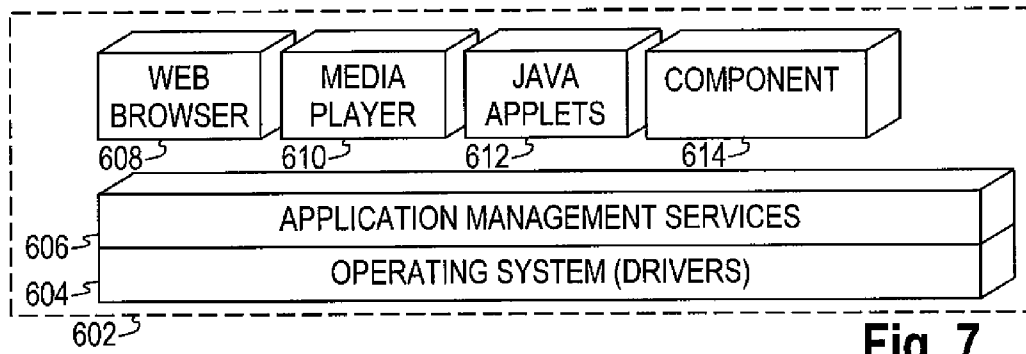 WEB BROWSER
MEDIA PLAYER
JAVA APPLETS
COMPONENT
608
610
612
614
APPLICATION MANAGEMENT SERVICES
606
OPERATING SYSTEM (DRIVERS)
604
602
Fig. 7